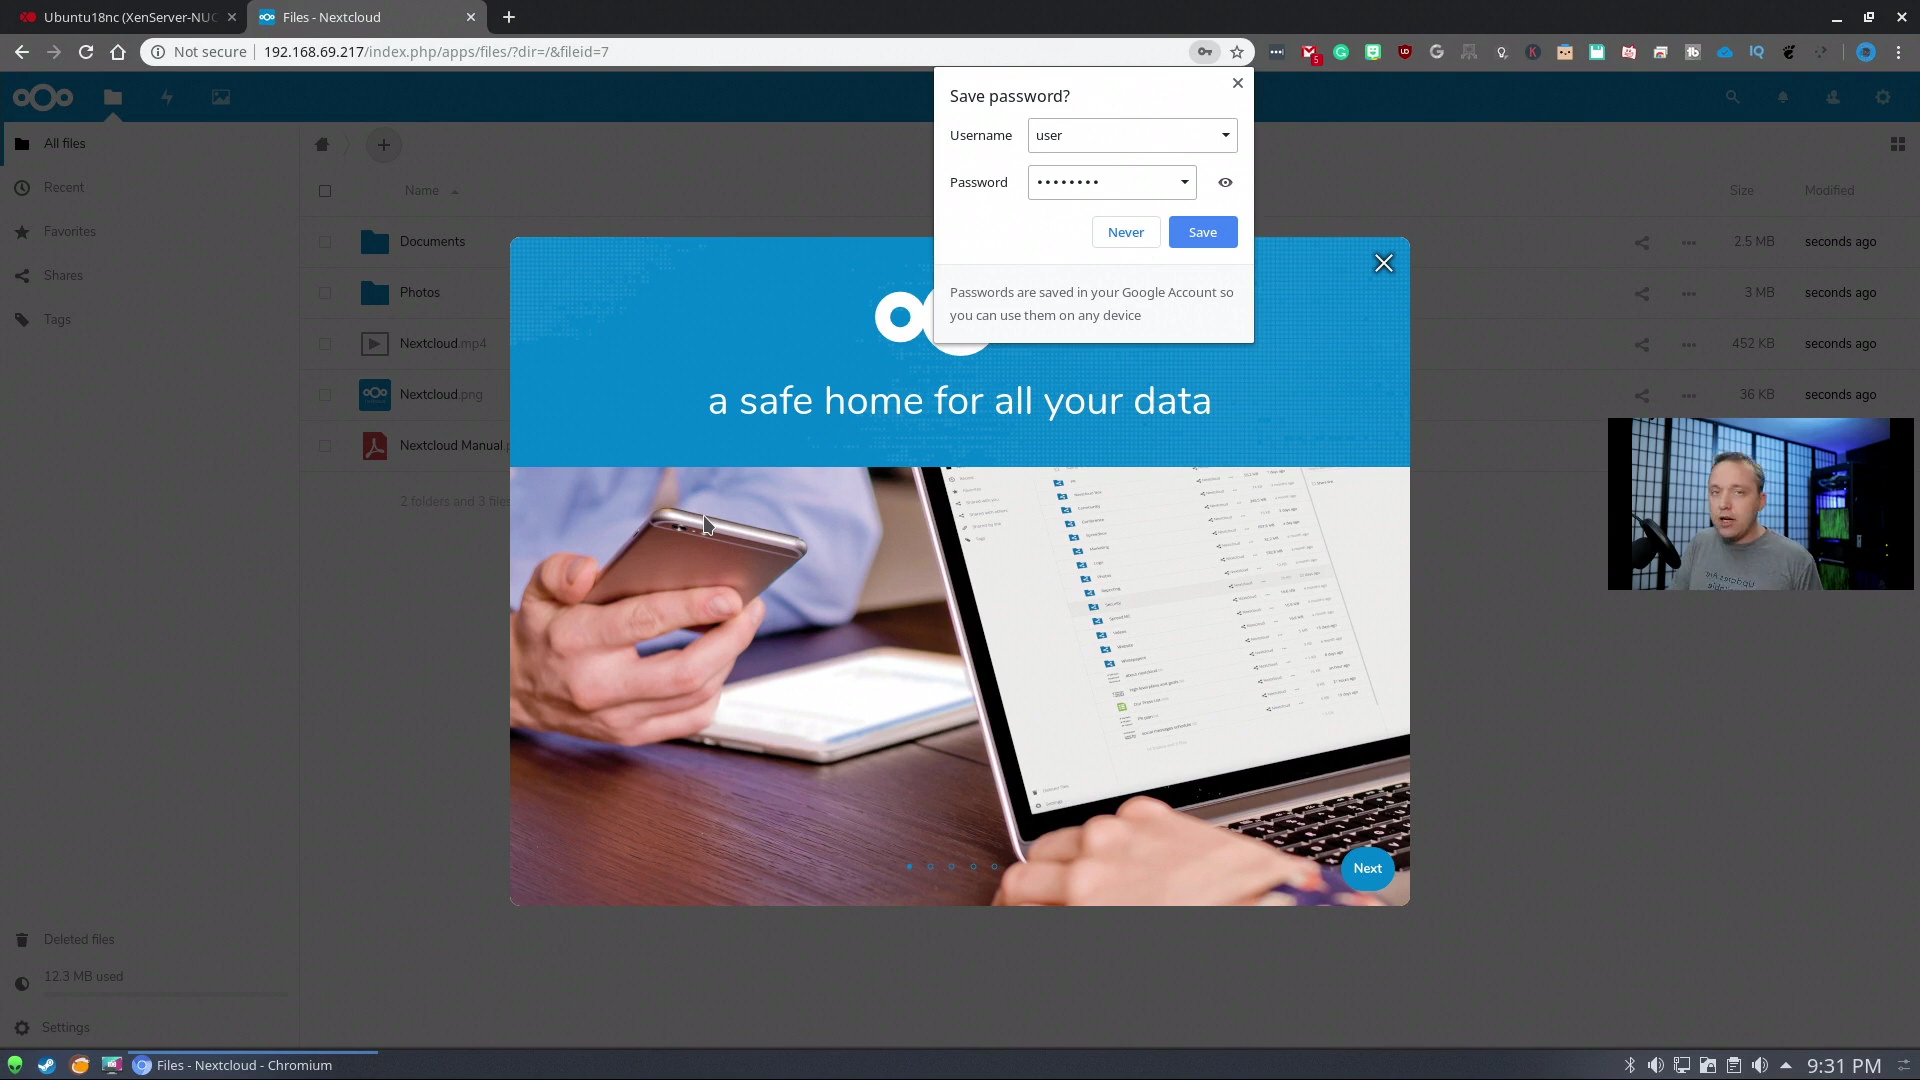 Ubuntu18nc (XenServer-NUC
Files - Nextcloud
Not secure
192.168.69.217/index.php/apps/files/?dir=/&fileid=7
5
Save password?
Username
user
Password
••••••••
Never
Save
Passwords are saved in your Google Account so
you can use them on any device
All files
Recent
Favorites
Shares
Tags
Name
Size
Modified
Documents
2.5 MB
seconds ago
Photos
3 MB
seconds ago
Nextcloud.mp4
452 KB
seconds ago
Nextcloud.png
36 KB
seconds ago
Nextcloud Manual.p
2 folders and 3 files
a safe home for all your data
Next
Deleted files
12.3 MB used
Settings
Files - Nextcloud - Chromium
9:31 PM